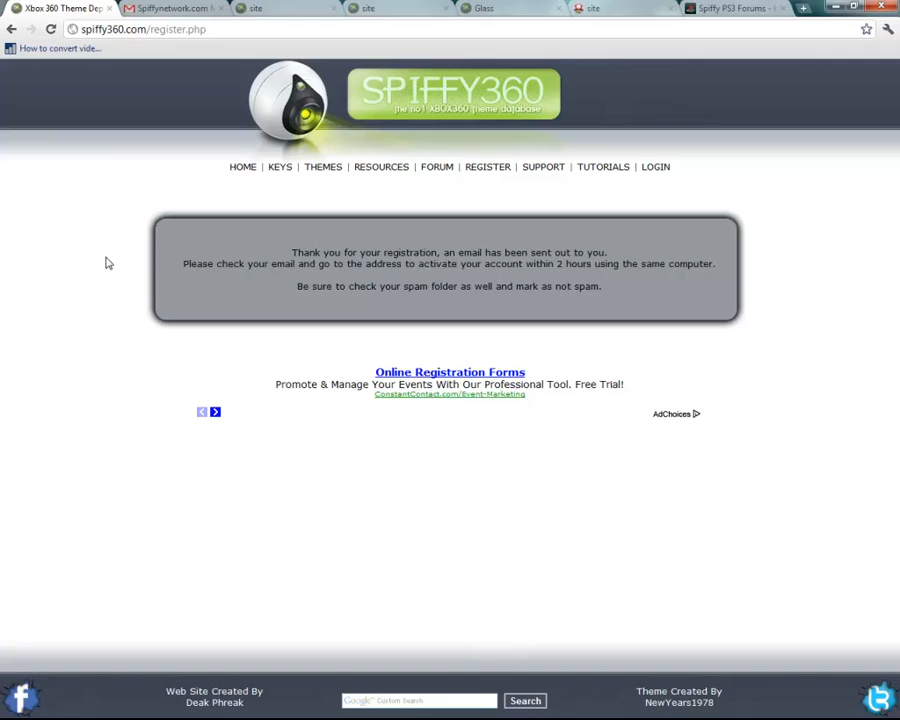 Xbox 360 Theme Dep
Spiffynetwork.com M
site
site
Glass
site
Spiffy PS3 Forums -
spiffy360.com/register.php
How to convert vide...
SPIFFY360
the no1 XBOX360 theme database
HOME | KEYS | THEMES | RESOURCES | FORUM | REGISTER | SUPPORT | TUTORIALS | LOGIN
Thank you for your registration, an email has been sent out to you.
Please check your email and go to the address to activate your account within 2 hours using the same computer.
Be sure to check your spam folder as well and mark as not spam.
Online Registration Forms
Promote & Manage Your Events With Our Professional Tool. Free Trial!
ConstantContact.com/Event-Marketing
AdChoices
Web Site Created By
Deak Phreak
Google™ Custom Search
Search
Theme Created By
NewYears1978